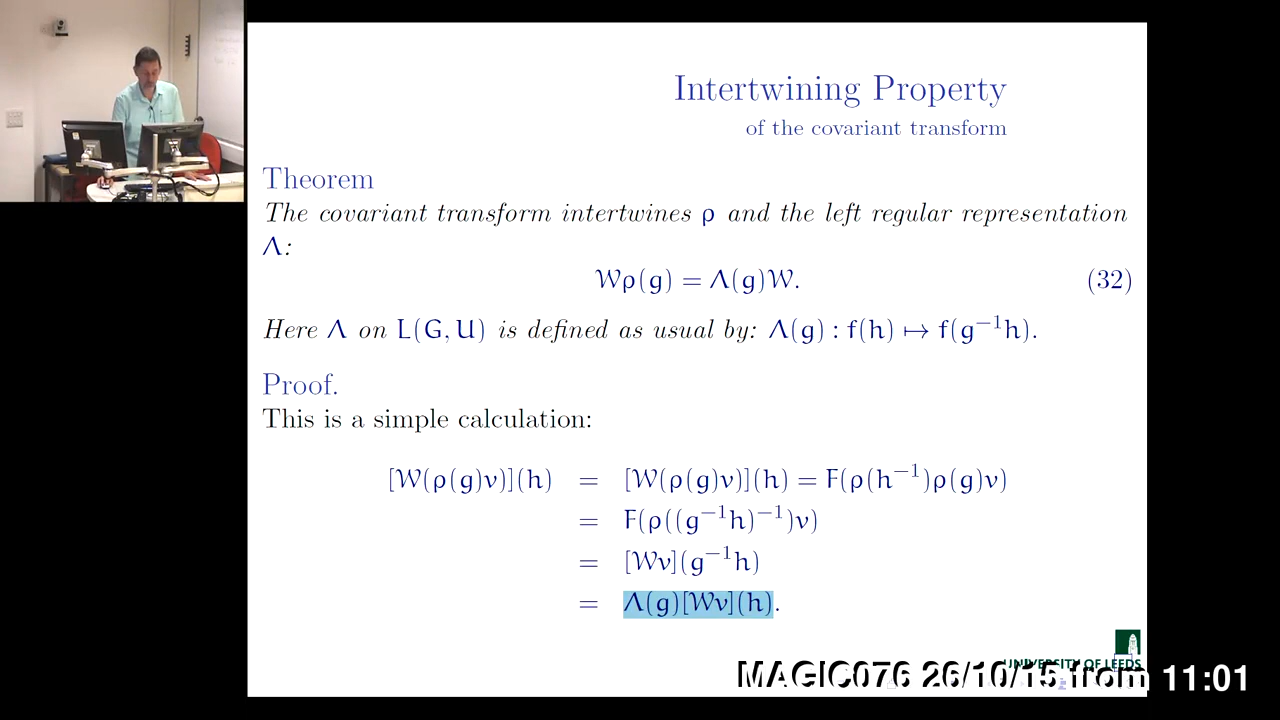 Intertwining Property
of the covariant transform
Theorem
The covariant transform intertwines ρ and the left regular representation
Λ:
𝒲ρ(g) = Λ(g)𝒲. (32)
Here Λ on L(G, U) is defined as usual by: Λ(g) : f(h) ↦ f(g⁻¹h).
Proof.
This is a simple calculation:
[𝒲(ρ(g)v)](h) = [𝒲(ρ(g)v)](h) = F(ρ(h⁻¹)ρ(g)v)
= F(ρ((g⁻¹h)⁻¹)v)
= [𝒲v](g⁻¹h)
= Λ(g)[𝒲v](h).
UNIVERSITY OF LEEDS
MAGIC076 26/10/15 from 11:01